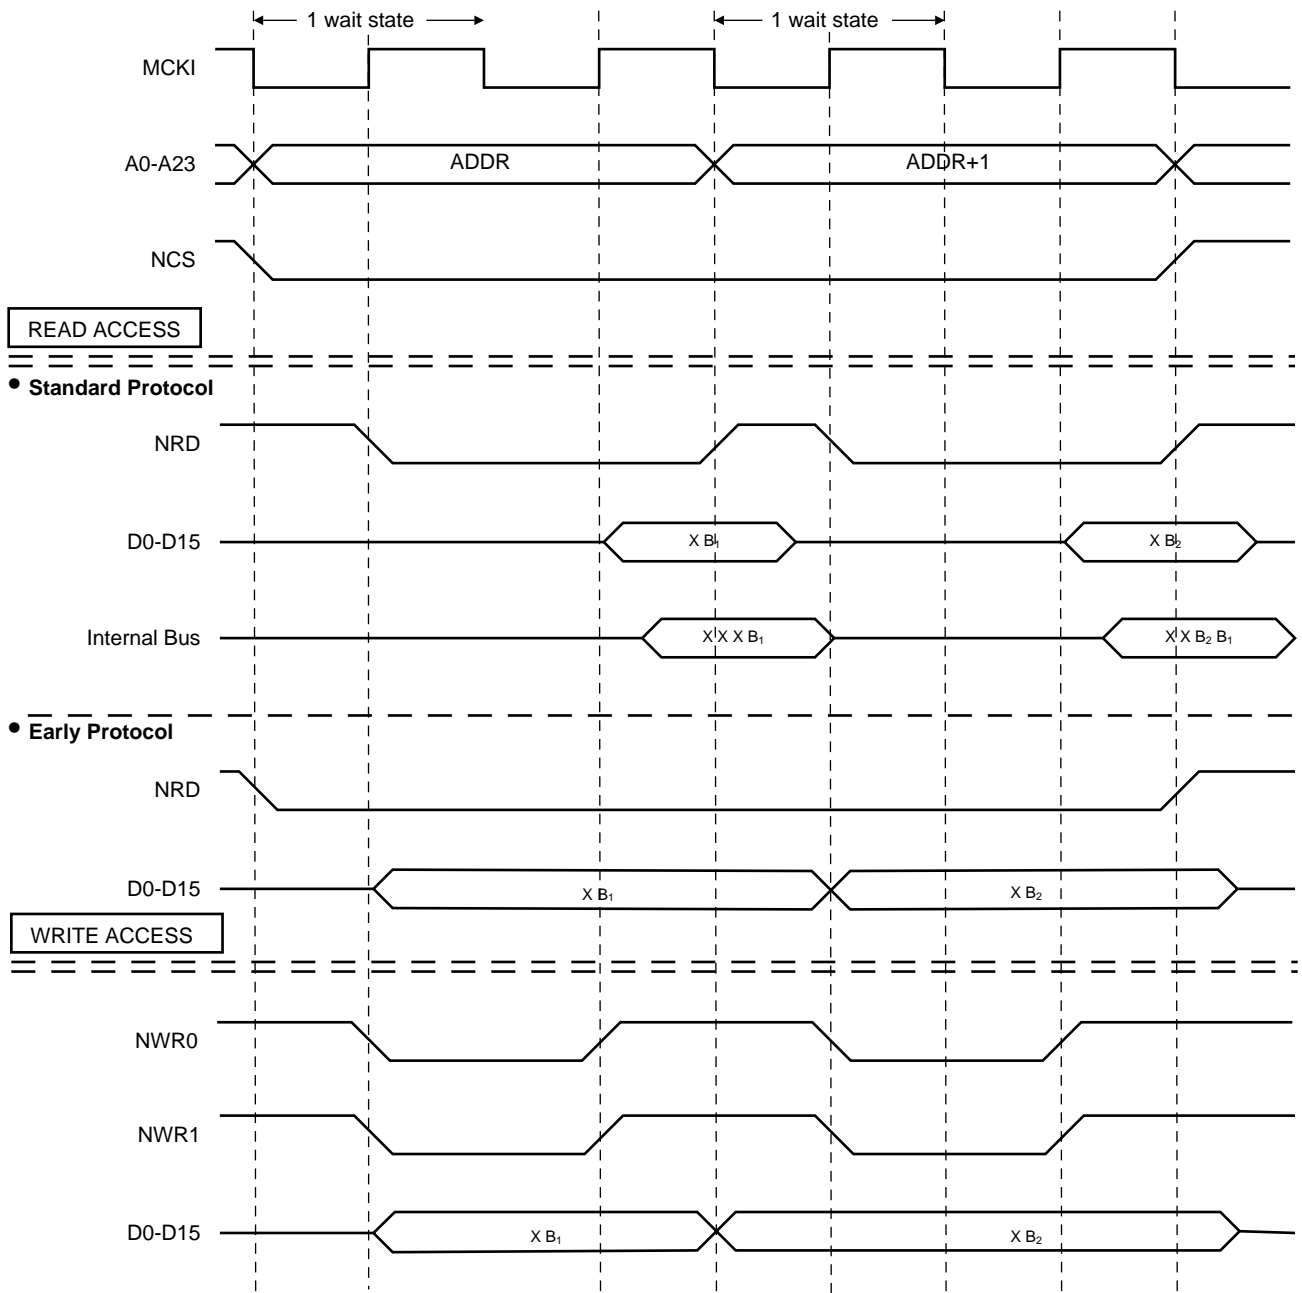 1 wait state 1 wait state
MCKI
A0-A23 ADDR ADDR+1
NCS
READ ACCESS
• Standard Protocol
NRD
D0-D15 X B₁ X B₂
Internal Bus X X X B₁ X X B₂ B₁
• Early Protocol
NRD
D0-D15 X B₁ X B₂
WRITE ACCESS
NWR0
NWR1
D0-D15 X B₁ X B₂